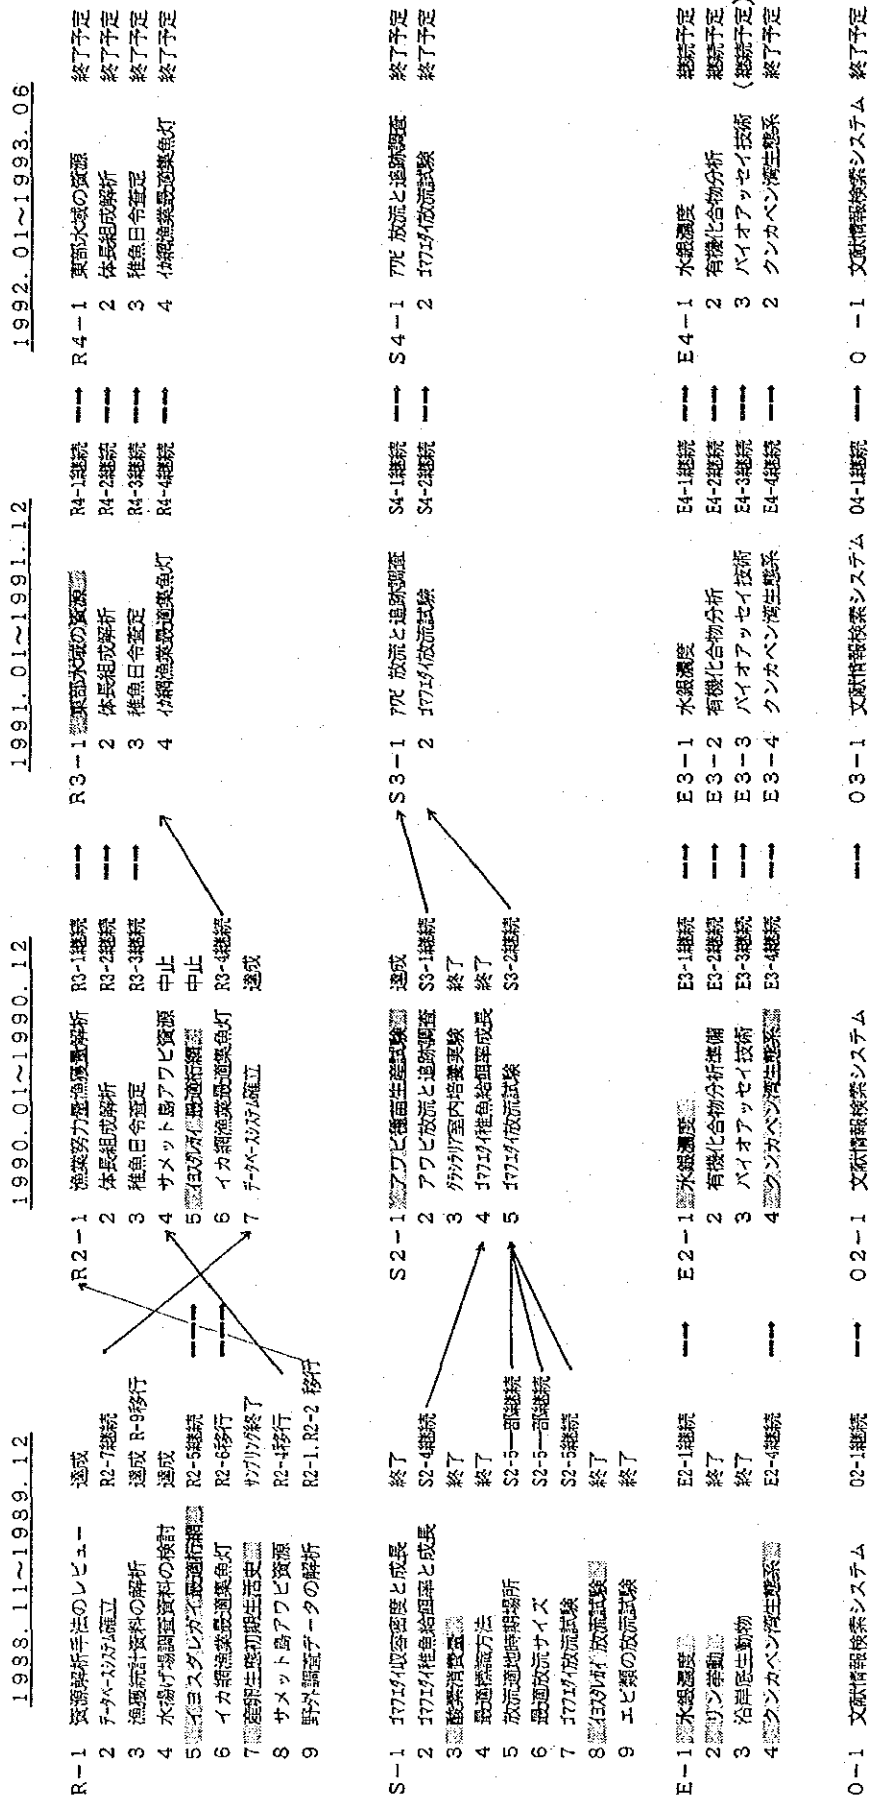 1988.11~1989.12
R-1 資源解析手法のレビュー 達成
2 データベースシステム確立 R2-7継続
3 漁獲統計資料の解析 達成 R-9移行
4 水揚げ場調査資料の検討 達成
5 イヨスダレガイ最適桁網 R2-5継続
6 イカ網漁業最適集魚灯 R2-6移行
7 産卵生態初期生活史 サンプリング終了
8 サメット島アワビ資源 R2-4移行
9 野外調査データの解析 R2-1,R2-2 移行
S-1 ゴマフエダイ収容密度と成長 終了
2 ゴマフエダイ稚魚給餌率と成長 S2-4継続
3 酸素消費量 終了
4 最適標識方法 終了
5 放流適地時期場所 S2-5一部継続
6 最適放流サイズ S2-5一部継続
7 ゴマフエダイ放流試験 S2-5継続
8 イヨスダレガイ放流試験 終了
9 エビ類の放流試験 終了
E-1 水銀濃度 E2-1継続
2 リン挙動 終了
3 沿岸底生動物 終了
4 クンカベン湾生態系 E2-4継続
O-1 文献情報検索システム O2-1継続
1990.01~1990.12
R2-1 漁業努力量漁獲量解析 R3-1継続
2 体長組成解析 R3-2継続
3 稚魚日令査定 R3-3継続
4 サメット島アワビ資源 中止
5 イヨスダレガイ最適桁網 中止
6 イカ網漁業最適集魚灯 R3-4継続
7 データベースシステム確立 達成
S2-1 アワビ種苗生産試験 達成
2 アワビ放流と追跡調査 S3-1継続
3 グラシラリア室内培養実験 終了
4 ゴマフエダイ稚魚給餌率成長 終了
5 ゴマフエダイ放流試験 S3-2継続
E2-1 水銀濃度 E3-1継続
2 有機化合物分析準備 E3-2継続
3 バイオアッセイ技術 E3-3継続
4 クンカベン湾生態系 E3-4継続
O2-1 文献情報検索システム
1991.01~1991.12
R3-1 東部水域の資源 R4-1継続
2 体長組成解析 R4-2継続
3 稚魚日令査定 R4-3継続
4 イカ網漁業最適集魚灯 R4-4継続
S3-1 アワビ 放流と追跡調査 S4-1継続
2 ゴマフエダイ放流試験 S4-2継続
E3-1 水銀濃度 E4-1継続
E3-2 有機化合物分析 E4-2継続
E3-3 バイオアッセイ技術 E4-3継続
E3-4 クンカベン湾生態系 E4-4継続
O3-1 文献情報検索システム O4-1継続
1992.01~1993.06
R4-1 東部水域の資源 終了予定
2 体長組成解析 終了予定
3 稚魚日令査定 終了予定
4 イカ網漁業最適集魚灯 終了予定
S4-1 アワビ 放流と追跡調査 終了予定
2 ゴマフエダイ放流試験 終了予定
E4-1 水銀濃度 継続予定
2 有機化合物分析 継続予定
3 バイオアッセイ技術 (継続予定)
2 クンカベン湾生態系 終了予定
O -1 文献情報検索システム 終了予定